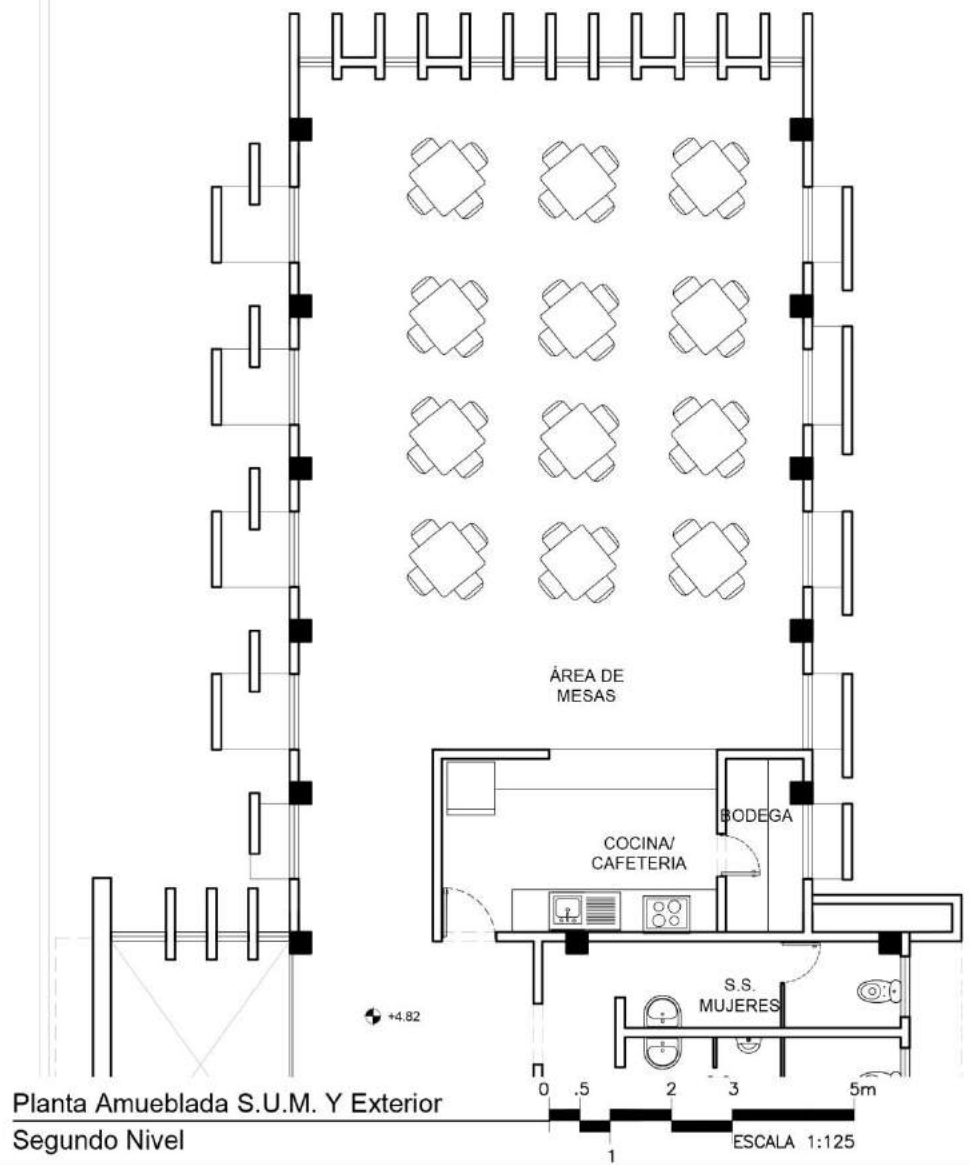 ÁREA DE
MESAS
BODEGA
COCINA/
CAFETERIA
S.S.
MUJERES
+4.82
Planta Amueblada S.U.M. Y Exterior
Segundo Nivel
0 .5 2 3 5m
1
ESCALA 1:125